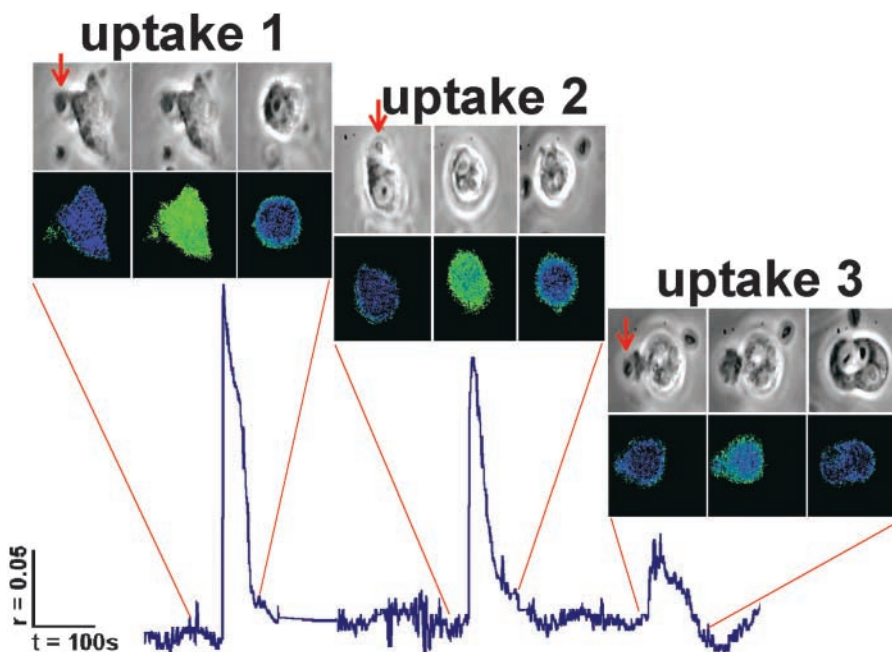 uptake 1
uptake 2
uptake 3
r = 0.05
t = 100s